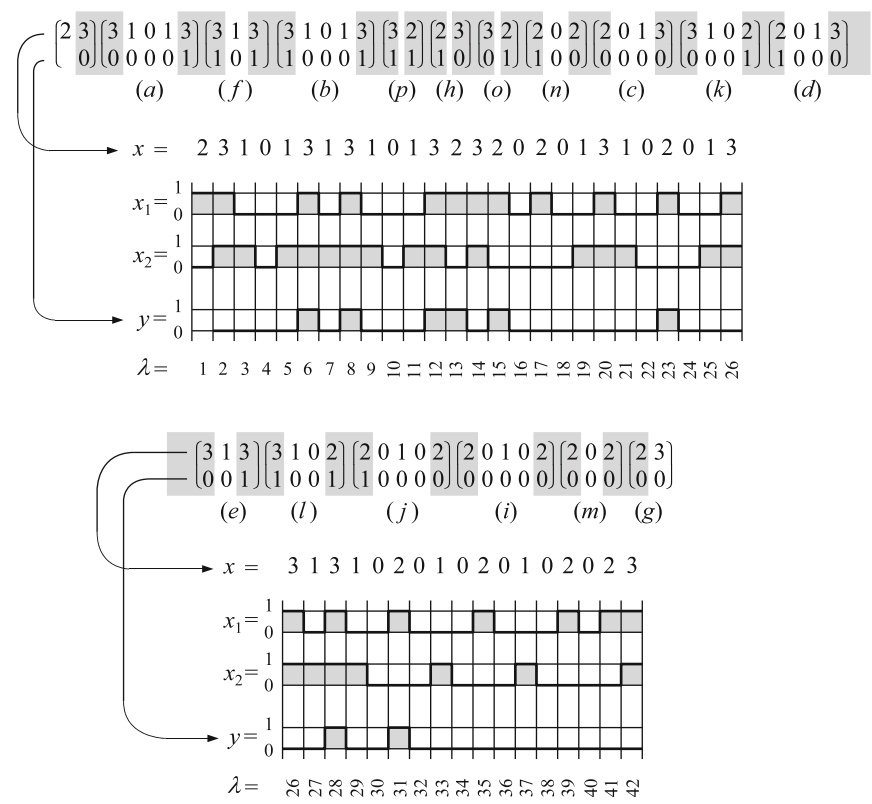 2 3 3 1 0 1 3 3 1 3 3 1 0 1 3 3 2 2 3 3 2 2 0 2 2 0 1 3 3 1 0 2 2 0 1 3
0 0 0 0 0 1 1 0 1 1 0 0 0 1 1 1 1 0 0 1 1 0 0 0 0 0 0 0 0 0 1 1 0 0 0
(a) (f) (b) (p) (h) (o) (n) (c) (k) (d)
x = 2 3 1 0 1 3 1 3 1 0 1 3 2 3 2 0 2 0 1 3 1 0 2 0 1 3
1
x₁=
0
1
x₂=
0
1
y=
0
λ= 1 2 3 4 5 6 7 8 9 10 11 12 13 14 15 16 17 18 19 20 21 22 23 24 25 26
3 1 3 3 1 0 2 2 0 1 0 2 2 0 1 0 2 2 0 2 2 3
0 0 1 1 0 0 1 1 0 0 0 0 0 0 0 0 0 0 0 0 0 0
(e) (l) (j) (i) (m) (g)
x = 3 1 3 1 0 2 0 1 0 2 0 1 0 2 0 2 3
1
x₁=
0
1
x₂=
0
1
y=
0
λ= 26 27 28 29 30 31 32 33 34 35 36 37 38 39 40 41 42